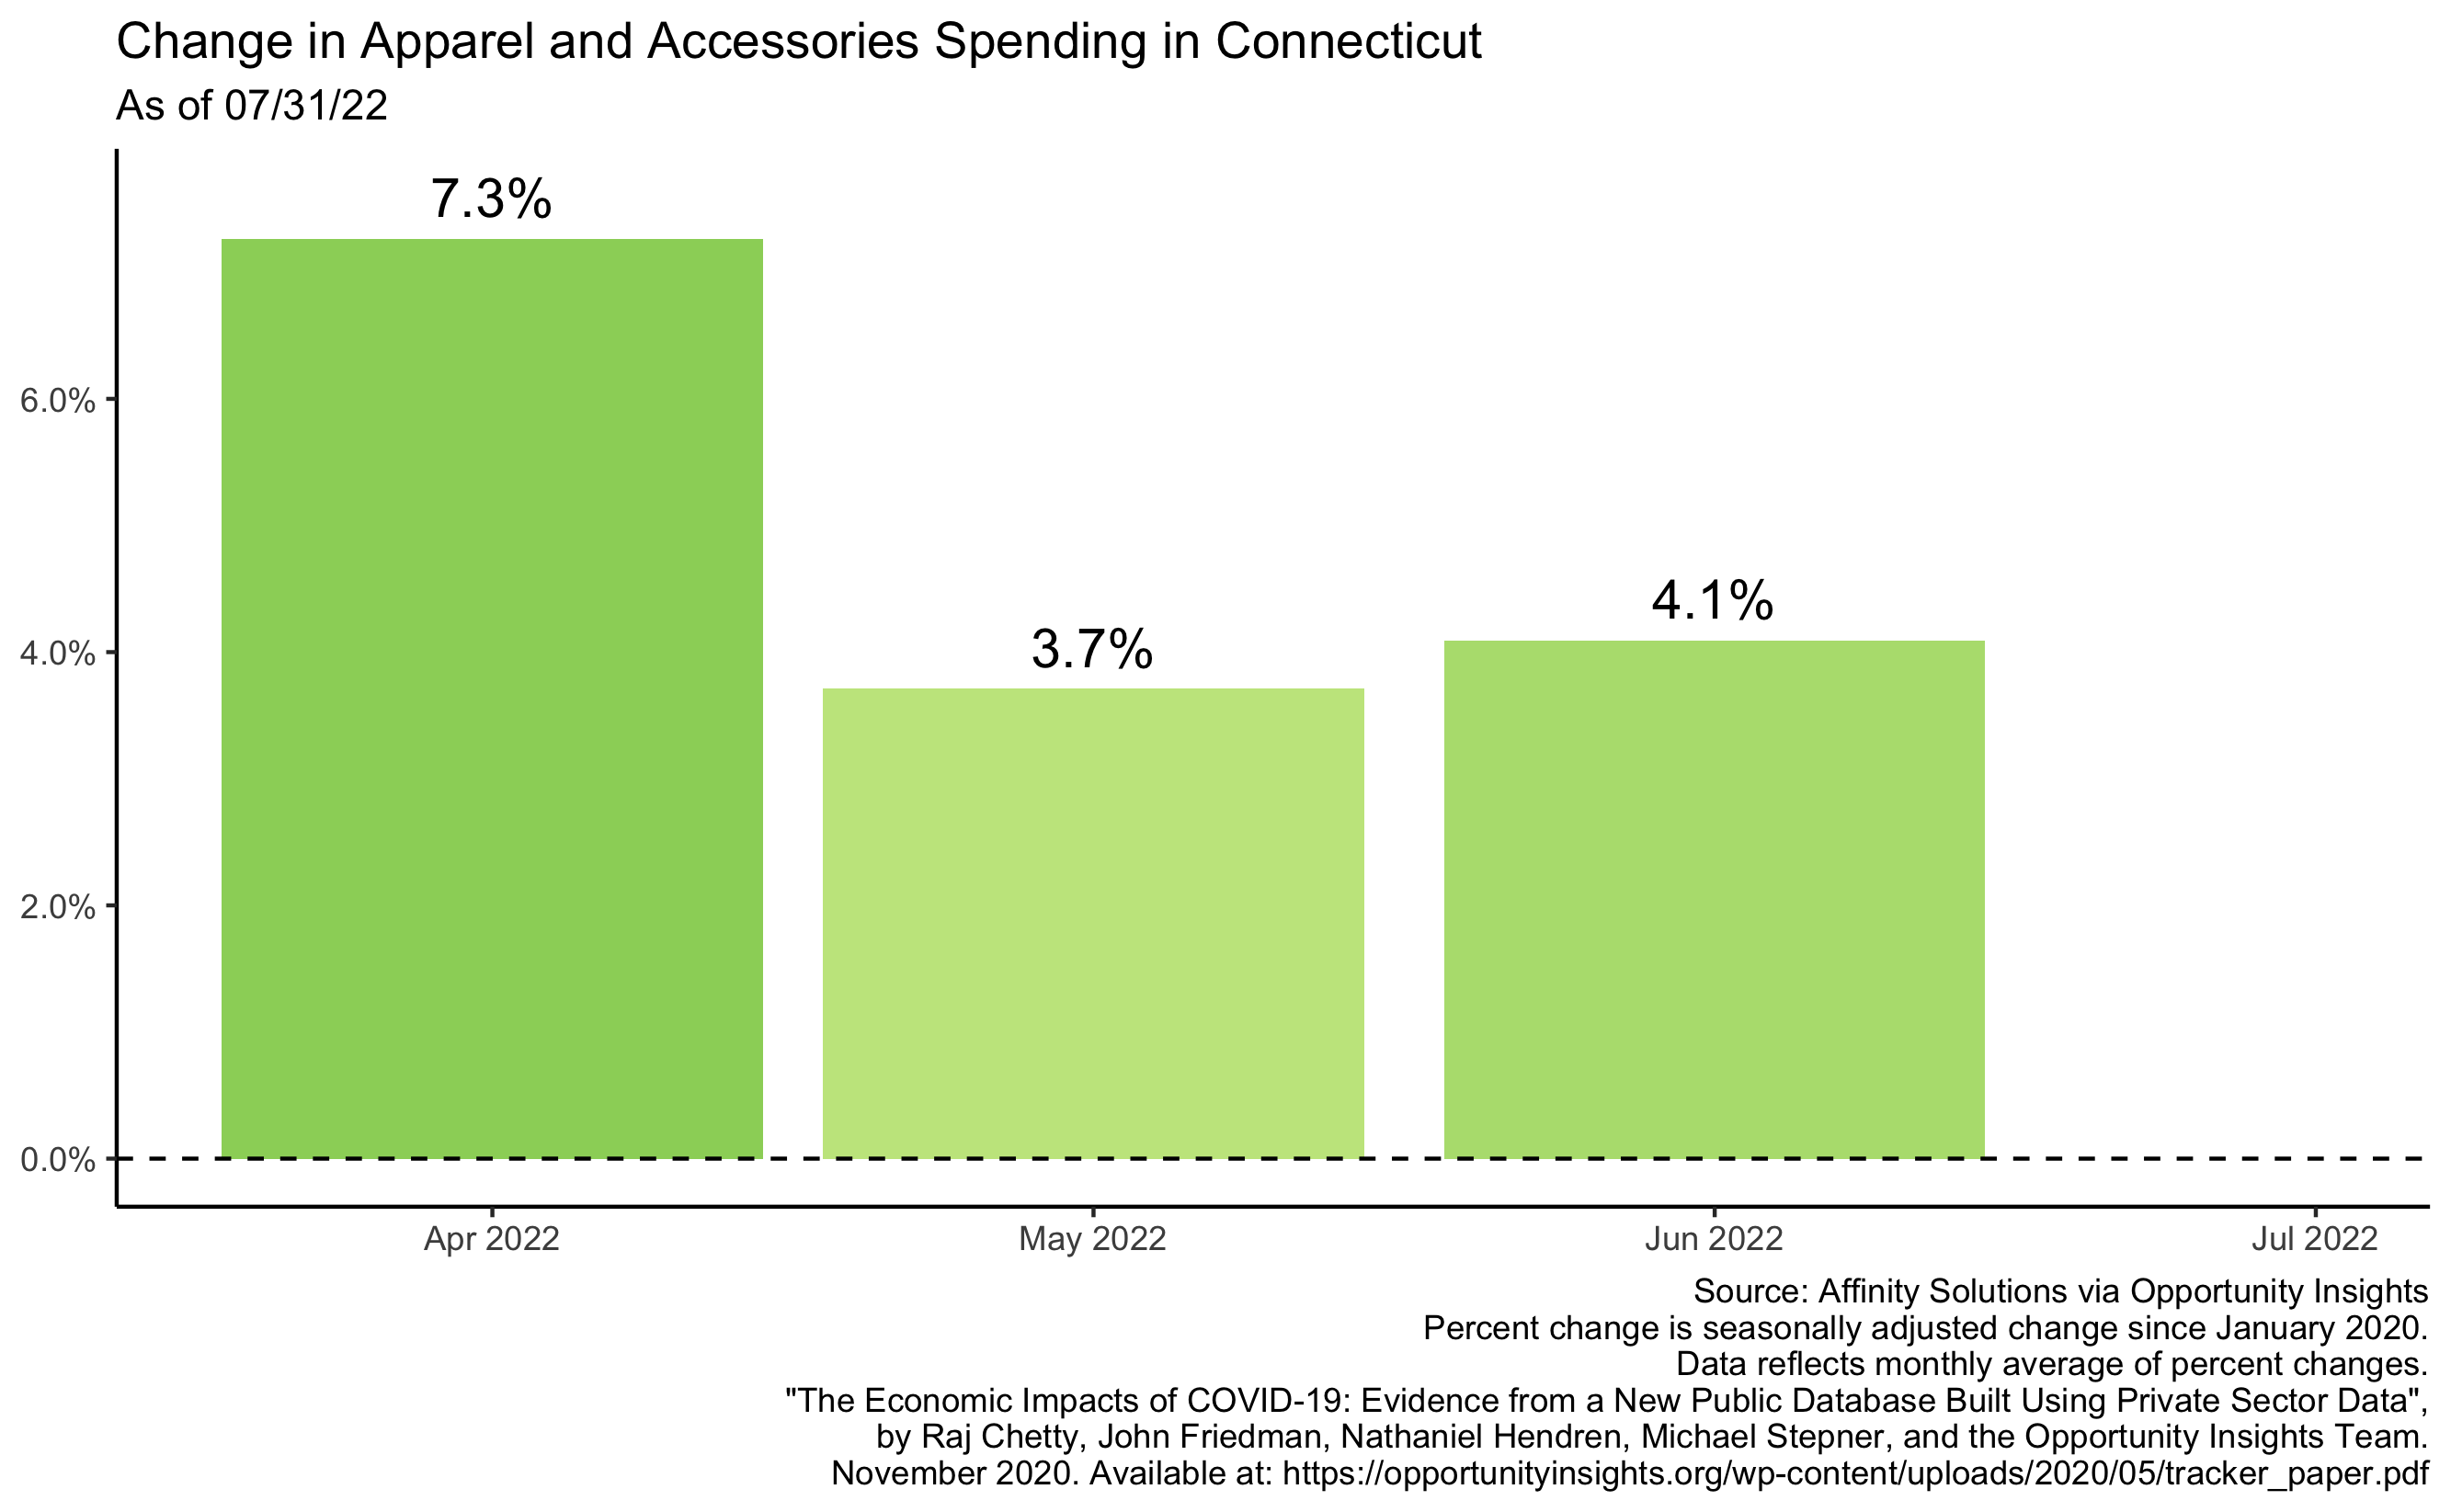 Change in Apparel and Accessories Spending in Connecticut
As of 07/31/22
7.3%
3.7%
4.1%
6.0%
4.0%
2.0%
0.0%
Apr 2022
May 2022
Jun 2022
Jul 2022
Source: Affinity Solutions via Opportunity Insights
Percent change is seasonally adjusted change since January 2020.
Data reflects monthly average of percent changes.
"The Economic Impacts of COVID-19: Evidence from a New Public Database Built Using Private Sector Data",
by Raj Chetty, John Friedman, Nathaniel Hendren, Michael Stepner, and the Opportunity Insights Team.
November 2020. Available at: https://opportunityinsights.org/wp-content/uploads/2020/05/tracker_paper.pdf